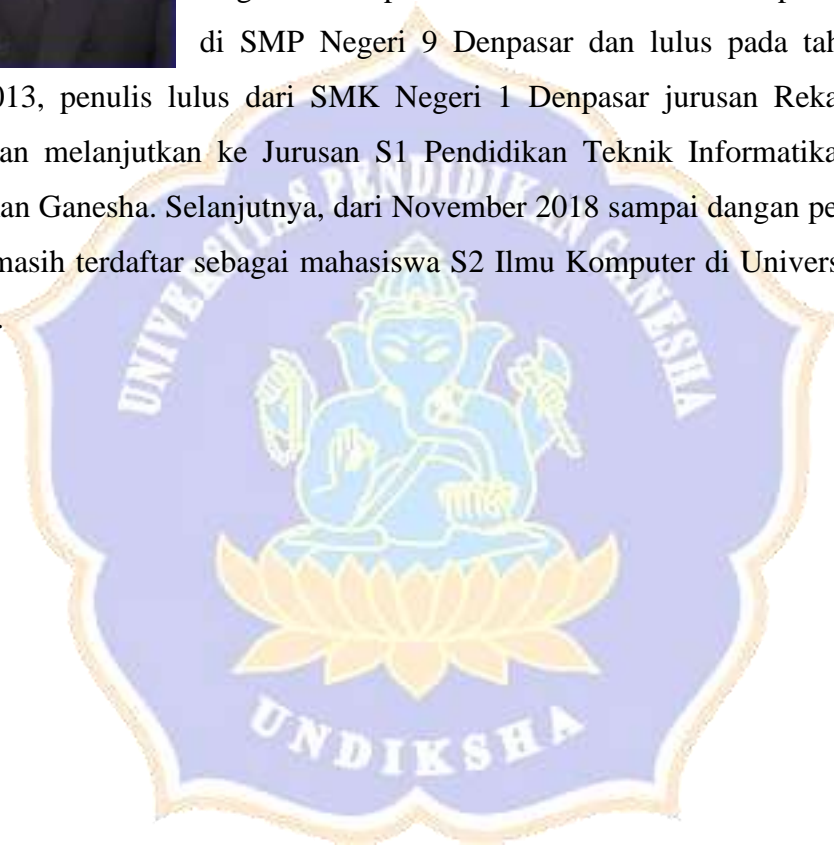 di SMP Negeri 9 Denpasar dan lulus pada tah
013, penulis lulus dari SMK Negeri 1 Denpasar jurusan Reka
an melanjutkan ke Jurusan S1 Pendidikan Teknik Informatika
an Ganesha. Selanjutnya, dari November 2018 sampai dangan pe
masih terdaftar sebagai mahasiswa S2 Ilmu Komputer di Univers
.
UNIVERSITAS PENDIDIKAN GANESHA
UNDIKSHA